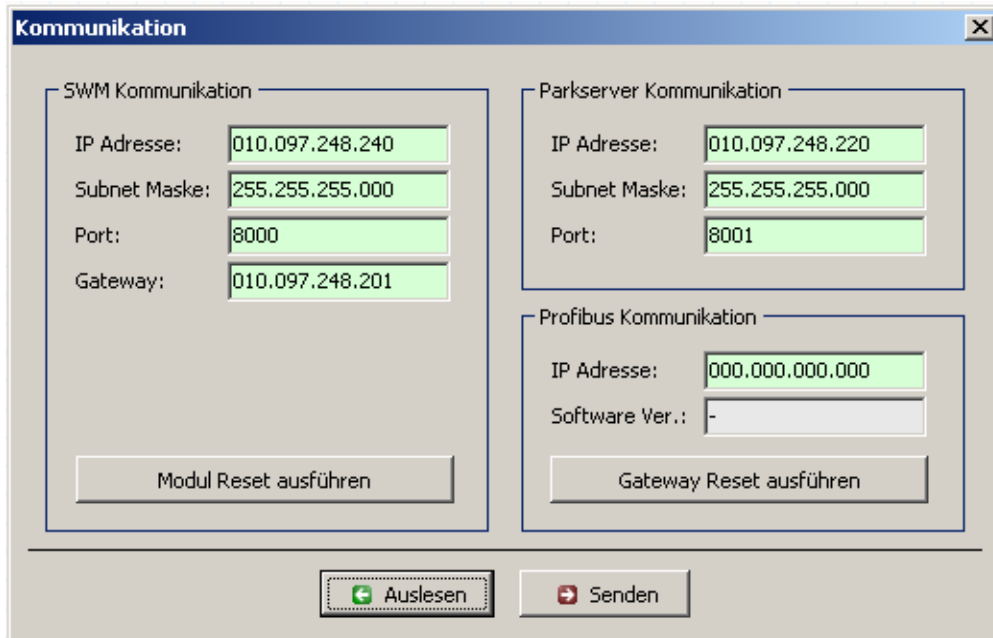 Kommunikation
SWM Kommunikation
IP Adresse: 010.097.248.240
Subnet Maske: 255.255.255.000
Port: 8000
Gateway: 010.097.248.201
Modul Reset ausführen
Parkserver Kommunikation
IP Adresse: 010.097.248.220
Subnet Maske: 255.255.255.000
Port: 8001
Profibus Kommunikation
IP Adresse: 000.000.000.000
Software Ver.: -
Gateway Reset ausführen
Auslesen
Senden